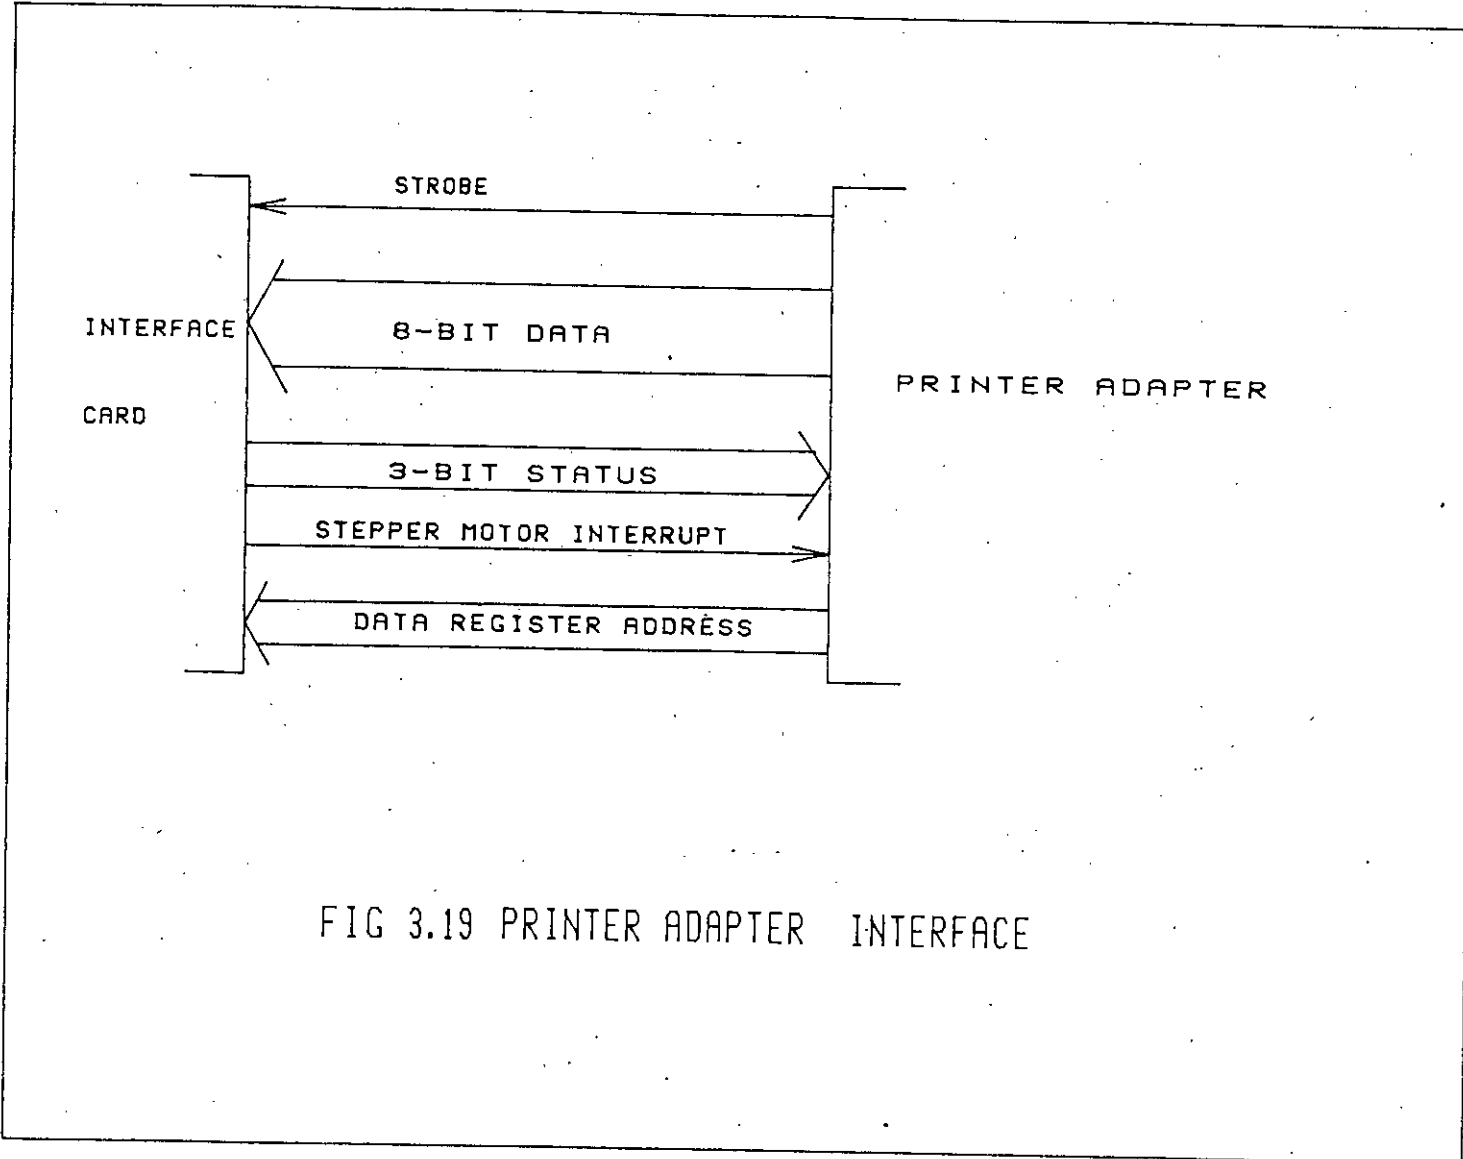 STROBE
INTERFACE
8-BIT DATA
PRINTER ADAPTER
CARD
3-BIT STATUS
STEPPER MOTOR INTERRUPT
DATA REGISTER ADDRESS
FIG 3.19 PRINTER ADAPTER INTERFACE